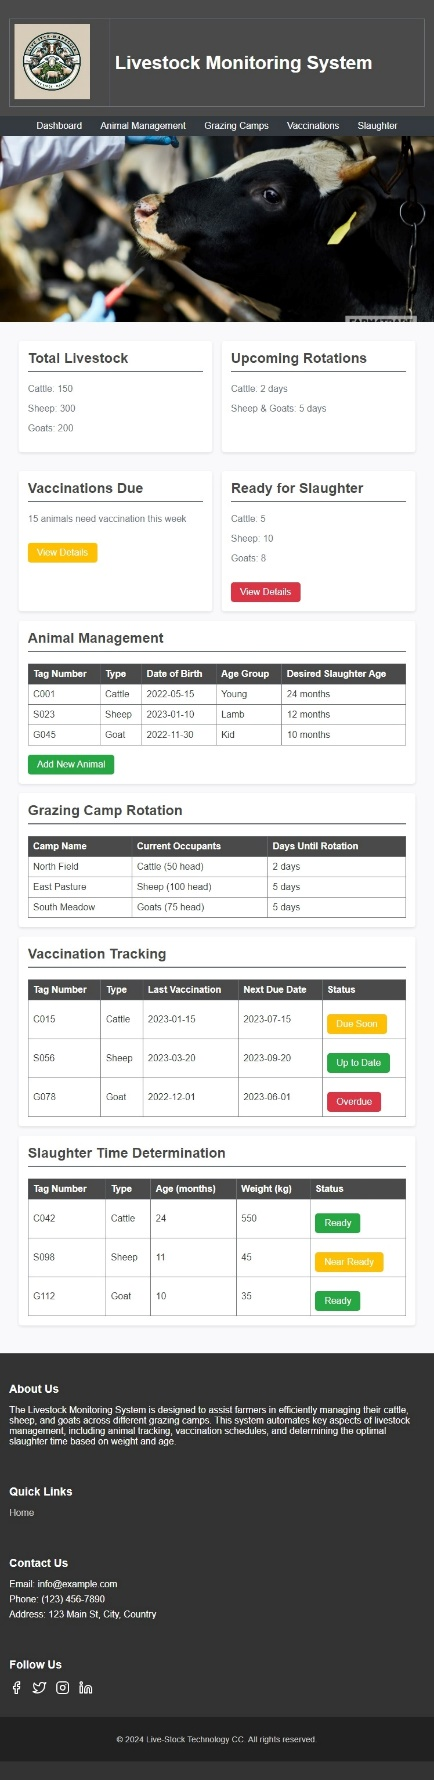 Livestock Monitoring System
Dashboard Animal Management Grazing Camps Vaccinations Slaughter
Total Livestock
Cattle: 150
Sheep: 300
Goats: 200
Upcoming Rotations
Cattle: 2 days
Sheep & Goats: 5 days
Vaccinations Due
15 animals need vaccination this week
View Details
Ready for Slaughter
Cattle: 5
Sheep: 10
Goats: 8
View Details
Animal Management
Tag Number Type Date of Birth Age Group Desired Slaughter Age
C001 Cattle 2022-05-15 Young 24 months
S023 Sheep 2023-01-10 Lamb 12 months
G045 Goat 2022-11-30 Kid 10 months
Add New Animal
Grazing Camp Rotation
Camp Name Current Occupants Days Until Rotation
North Field Cattle (50 head) 2 days
East Pasture Sheep (100 head) 5 days
South Meadow Goats (75 head) 5 days
Vaccination Tracking
Tag Number Type Last Vaccination Next Due Date Status
C015 Cattle 2023-01-15 2023-07-15 Due Soon
S056 Sheep 2023-03-20 2023-09-20 Up to Date
G078 Goat 2022-12-01 2023-06-01 Overdue
Slaughter Time Determination
Tag Number Type Age (months) Weight (kg) Status
C042 Cattle 24 550 Ready
S098 Sheep 11 45 Near Ready
G112 Goat 10 35 Ready
About Us
The Livestock Monitoring System is designed to assist farmers in efficiently managing their cattle,
sheep, and goats across different grazing camps. This system automates key aspects of livestock
management, including animal tracking, vaccination schedules, and determining the optimal
slaughter time based on weight and age.
Quick Links
Home
Contact Us
Email: info@example.com
Phone: (123) 456-7890
Address: 123 Main St, City, Country
Follow Us
© 2024 Live-Stock Technology CC. All rights reserved.